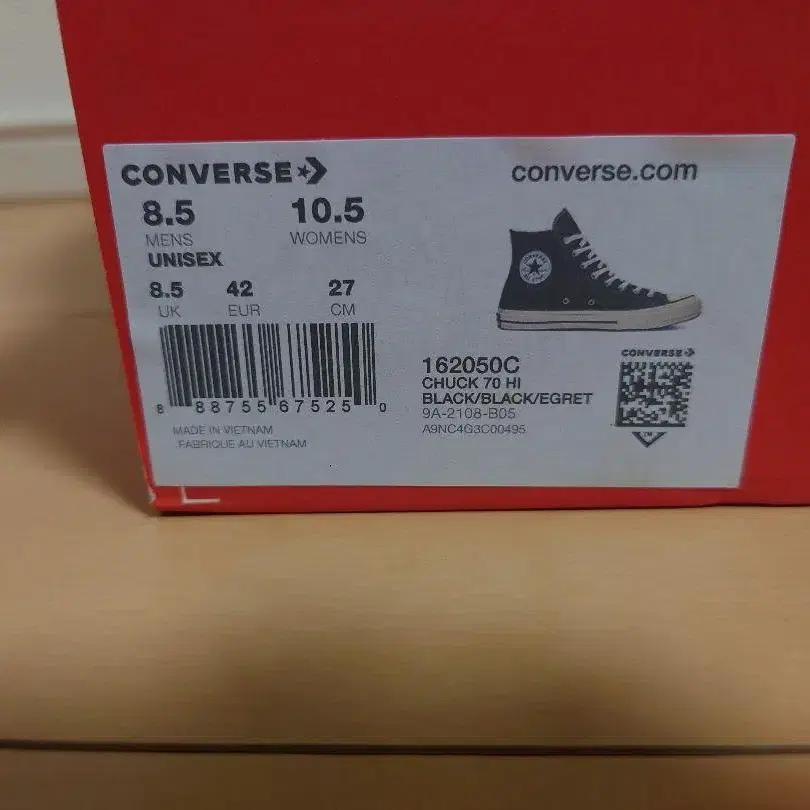 CONVERSE
converse.com
8.5 10.5
MENS WOMENS
UNISEX
8.5 42 27
UK EUR CM
8 88755 67525 0
MADE IN VIETNAM
FABRIQUE AU VIETNAM
162050C
CHUCK 70 HI
BLACK/BLACK/EGRET
9A-2108-B05
A9NC4G3C00495
CONVERSE